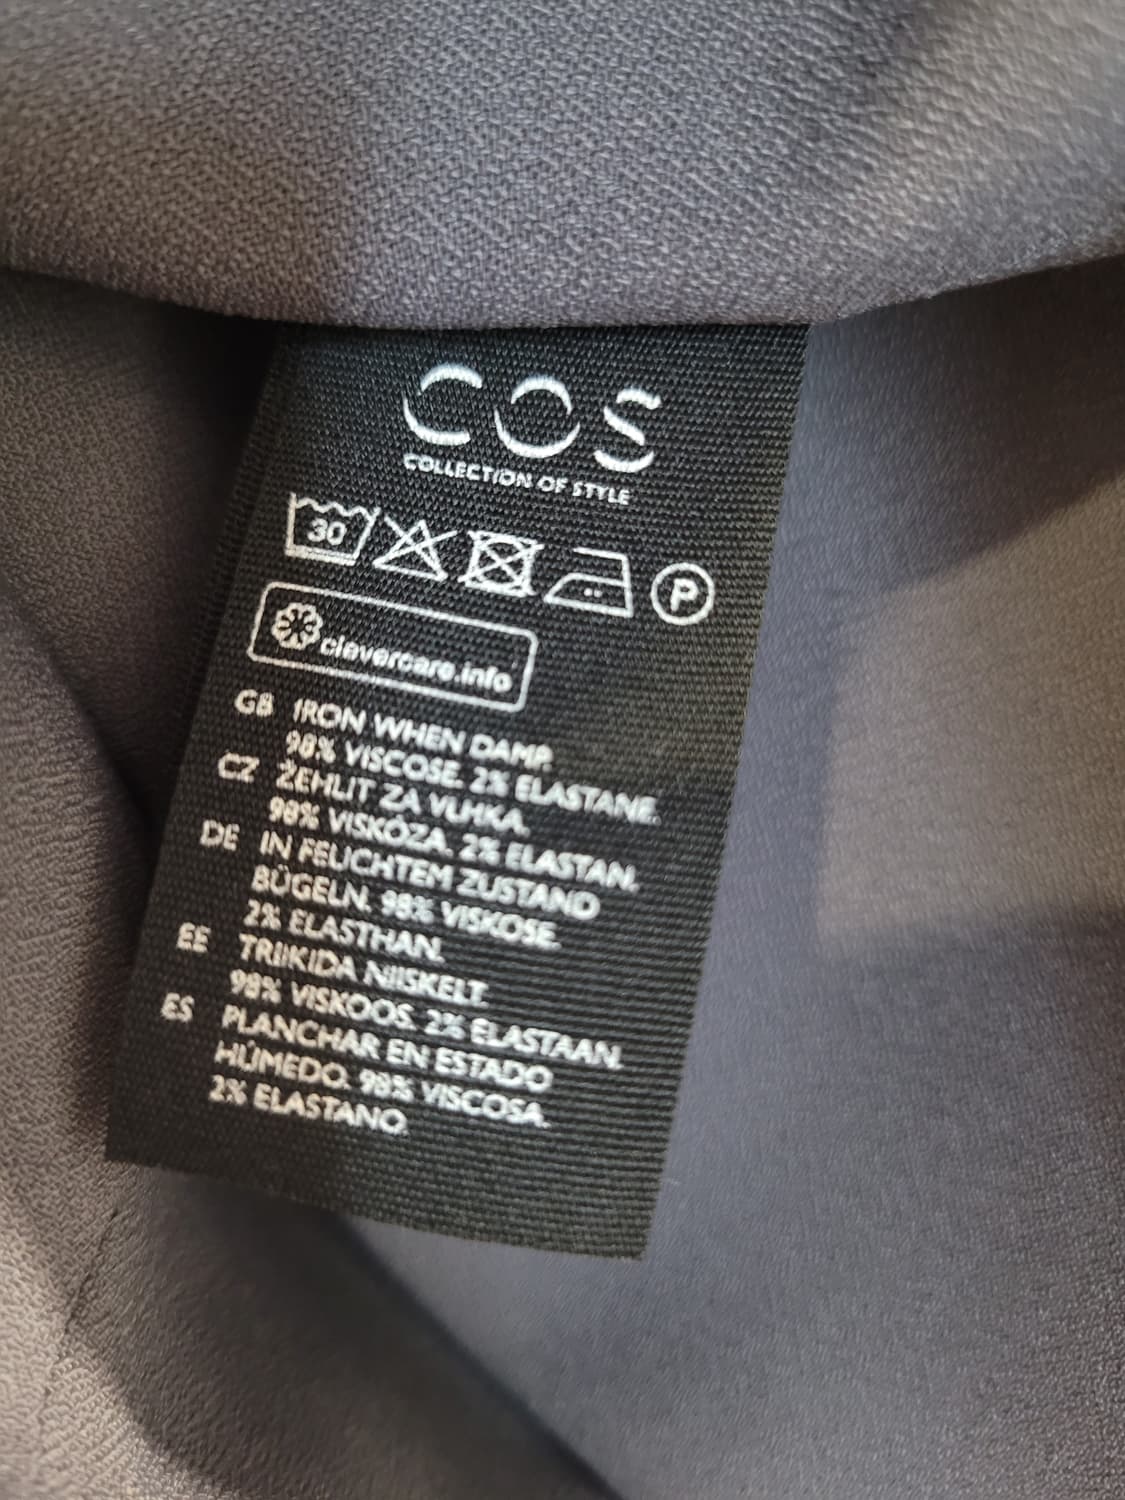 COS
COLLECTION OF STYLE
30 P
clevercare.info
GB IRON WHEN DAMP.
98% VISCOSE. 2% ELASTANE.
CZ ŽEHLIT ZA VLHKA.
98% VISKÓZA. 2% ELASTAN.
DE IN FEUCHTEM ZUSTAND
BÜGELN. 98% VISKOSE.
2% ELASTHAN.
EE TRIIKIDA NIISKELT.
98% VISKOOS. 2% ELASTAAN.
ES PLANCHAR EN ESTADO
HÚMEDO. 98% VISCOSA.
2% ELASTANO.